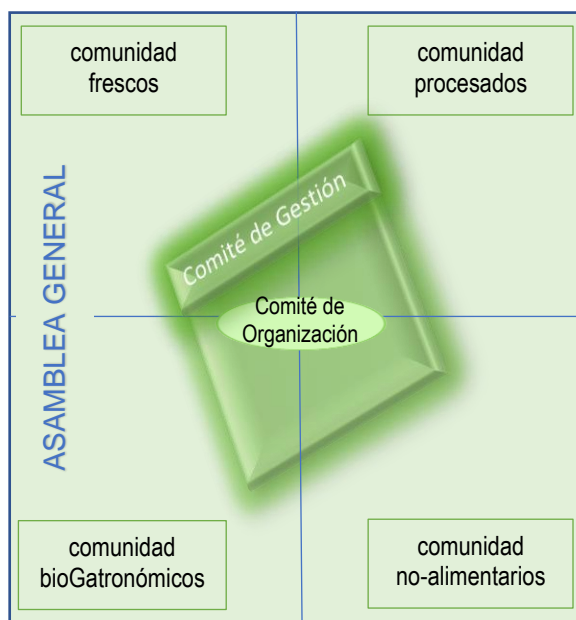 comunidad
frescos
comunidad
procesados
ASAMBLEA GENERAL
Comité de Gestión
Comité de
Organización
comunidad
bioGatronómicos
comunidad
no-alimentarios